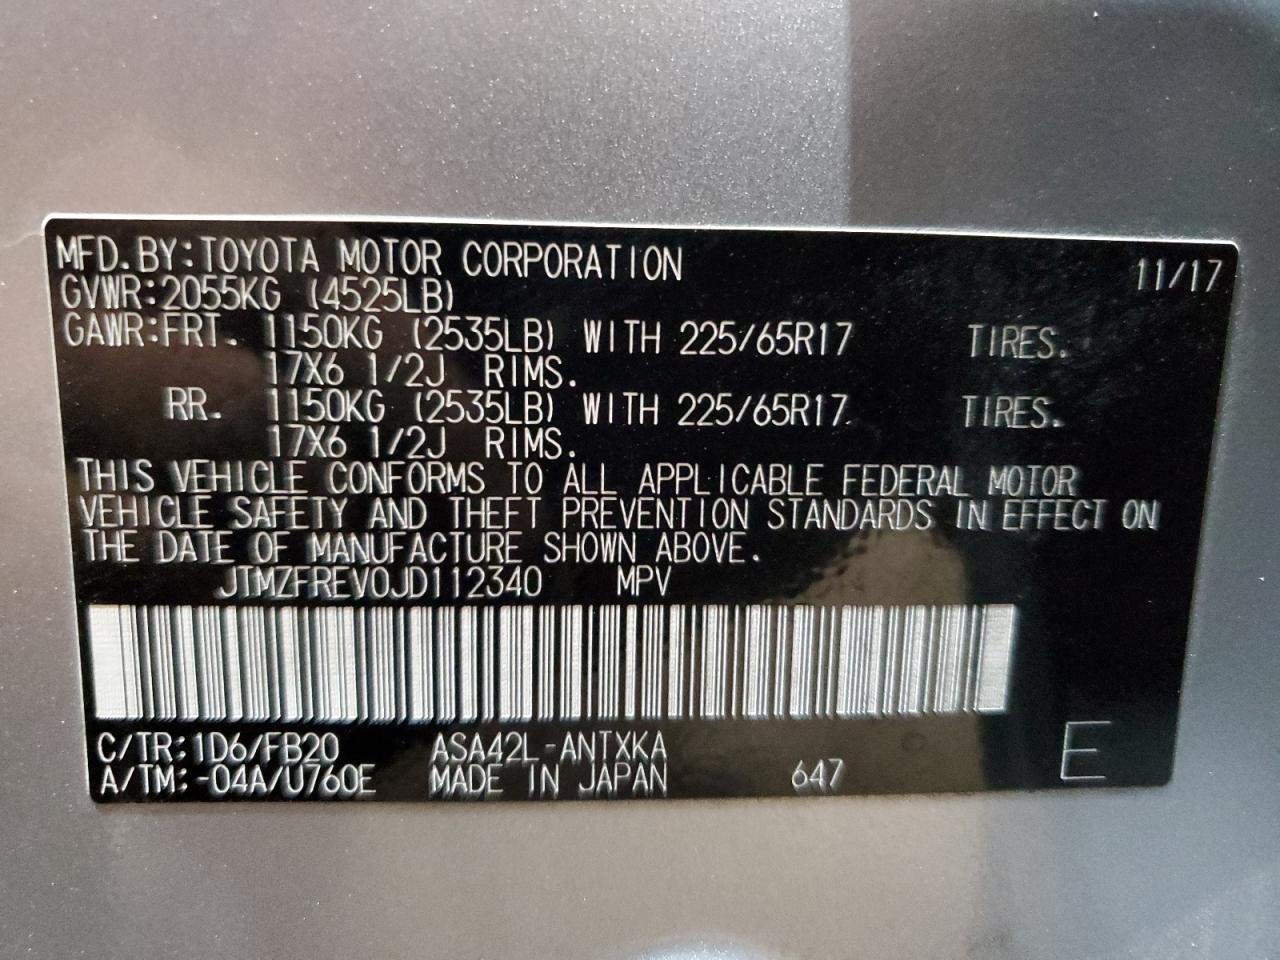 MFD.BY:TOYOTA MOTOR CORPORATION 11/17
GVWR:2055KG (4525LB)
GAWR:FRT. 1150KG (2535LB) WITH 225/65R17 TIRES.
17X6 1/2J RIMS.
RR. 1150KG (2535LB) WITH 225/65R17 TIRES.
17X6 1/2J RIMS.
THIS VEHICLE CONFORMS TO ALL APPLICABLE FEDERAL MOTOR
VEHICLE SAFETY AND THEFT PREVENTION STANDARDS IN EFFECT ON
THE DATE OF MANUFACTURE SHOWN ABOVE.
JTMZFREV0JD112340 MPV
C/TR:1D6/FB20 ASA42L-ANTXKA
A/TM:-04A/U760E MADE IN JAPAN 647 E